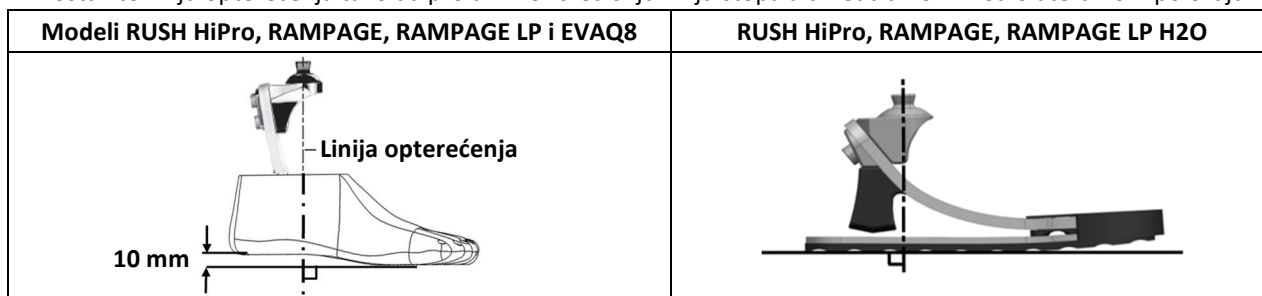 Modeli RUSH HiPro, RAMPAGE, RAMPAGE LP i EVAQ8
RUSH HiPro, RAMPAGE, RAMPAGE LP H2O
Linija opterećenja
10 mm